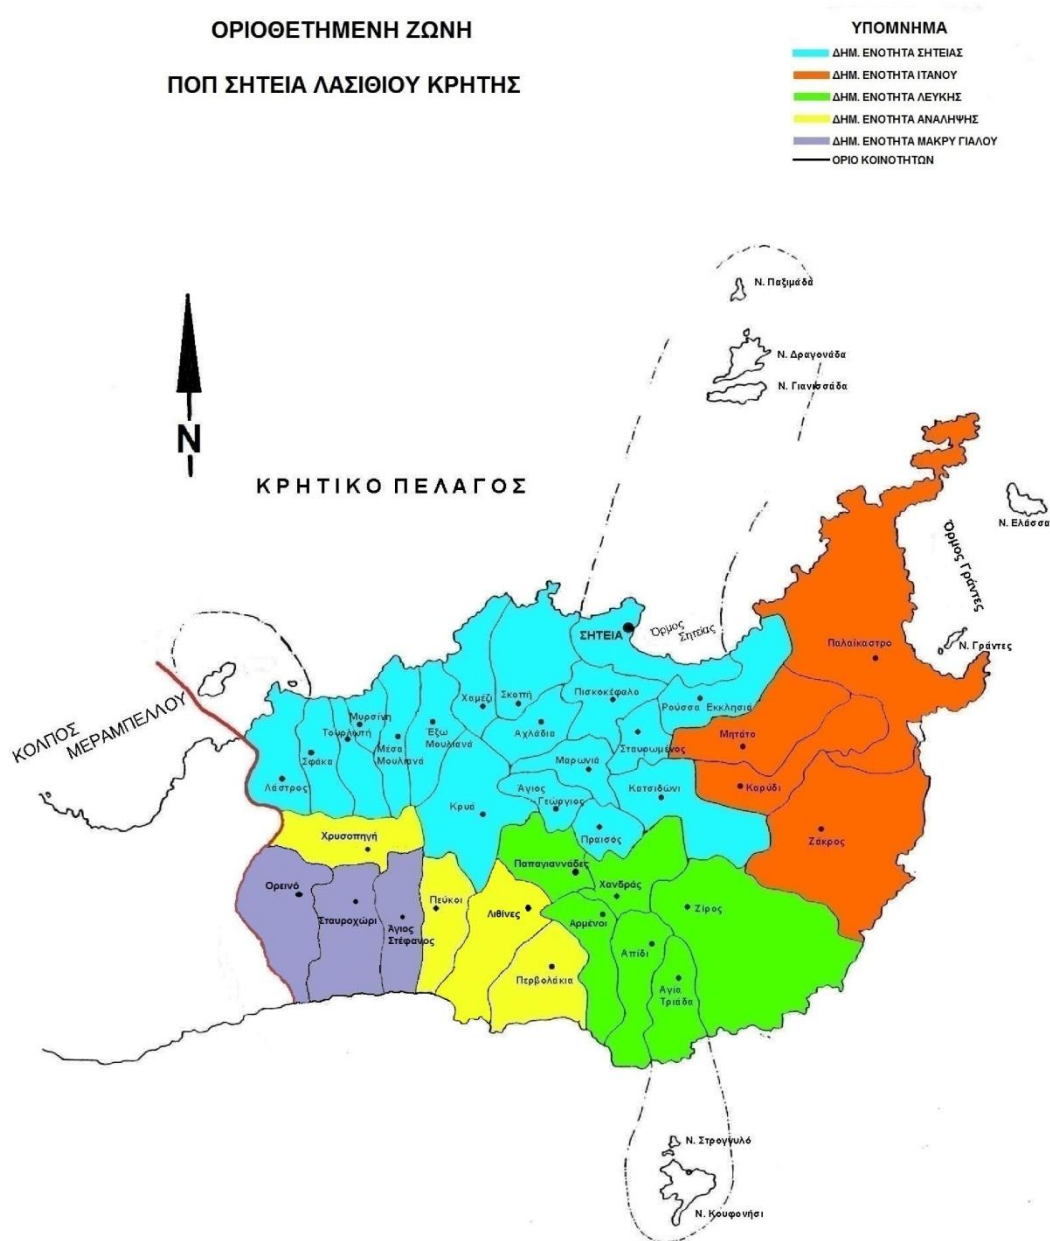 ΟΡΙΟΘΕΤΗΜΕΝΗ ΖΩΝΗ
ΠΟΠ ΣΗΤΕΙΑ ΛΑΣΙΘΙΟΥ ΚΡΗΤΗΣ
ΥΠΟΜΝΗΜΑ
ΔΗΜ. ΕΝΟΤΗΤΑ ΣΗΤΕΙΑΣ
ΔΗΜ. ΕΝΟΤΗΤΑ ΙΤΑΝΟΥ
ΔΗΜ. ΕΝΟΤΗΤΑ ΛΕΥΚΗΣ
ΔΗΜ. ΕΝΟΤΗΤΑ ΑΝΑΛΗΨΗΣ
ΔΗΜ. ΕΝΟΤΗΤΑ ΜΑΚΡΥ ΓΙΑΛΟΥ
ΟΡΙΟ ΚΟΙΝΟΤΗΤΩΝ
Ν. Παξιμάδα
Ν. Δραγονάδα
Ν. Γιανισσάδα
N
ΚΡΗΤΙΚΟ ΠΕΛΑΓΟΣ
Ν. Ελάσσα
Όρμος Γράντες
Ν. Γράντες
ΚΟΛΠΟΣ
ΜΕΡΑΜΠΕΛΛΟΥ
ΣΗΤΕΙΑ
Όρμος
Σητείας
Παλαίκαστρο
Πισκοκέφαλο
Ρούσσα Εκκλησιά
Χαμέζι
Σκοπή
Αχλάδια
Μυρσίνη
Τουρλωτή
Σφάκα
Λάστρος
Μέσα
Μουλιανά
Έξω
Μουλιανά
Σταυρωμένος
Μητάτο
Μαρωνιά
Καρύδι
Κατσιδώνι
Άγιος
Γεώργιος
Κρυά
Πραισός
Ζάκρος
Χρυσοπηγή
Παπαγιαννάδες
Χανδράς
Ορεινό
Σταυροχώρι
Άγιος
Στέφανος
Πεύκοι
Λιθίνες
Αρμένοι
Ζίρος
Απίδι
Περβολάκια
Αγία
Τριάδα
Ν. Στρογγυλό
Ν. Κουφονήσι